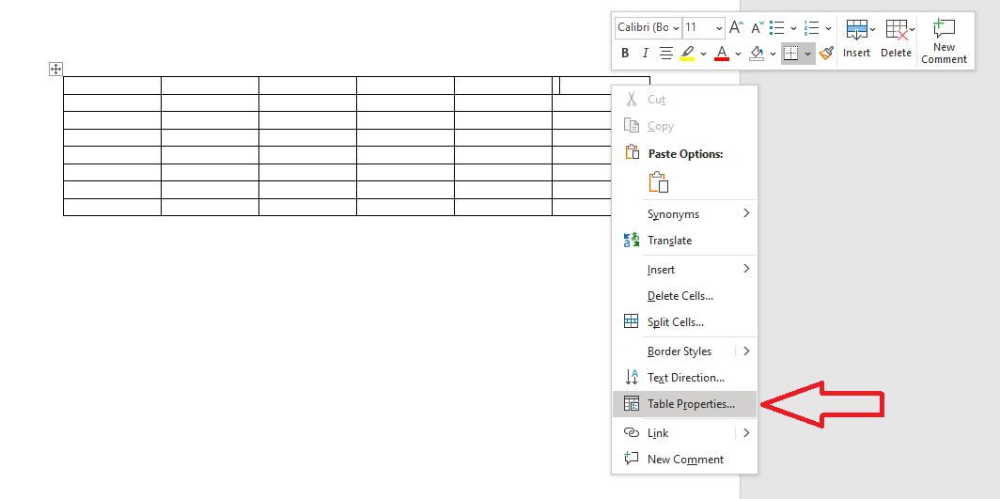 Calibri (Bo 11
B I A
Insert Delete New Comment
Cut
Copy
Paste Options:
Synonyms
Translate
Insert
Delete Cells...
Split Cells...
Border Styles
Text Direction...
Table Properties...
Link
New Comment